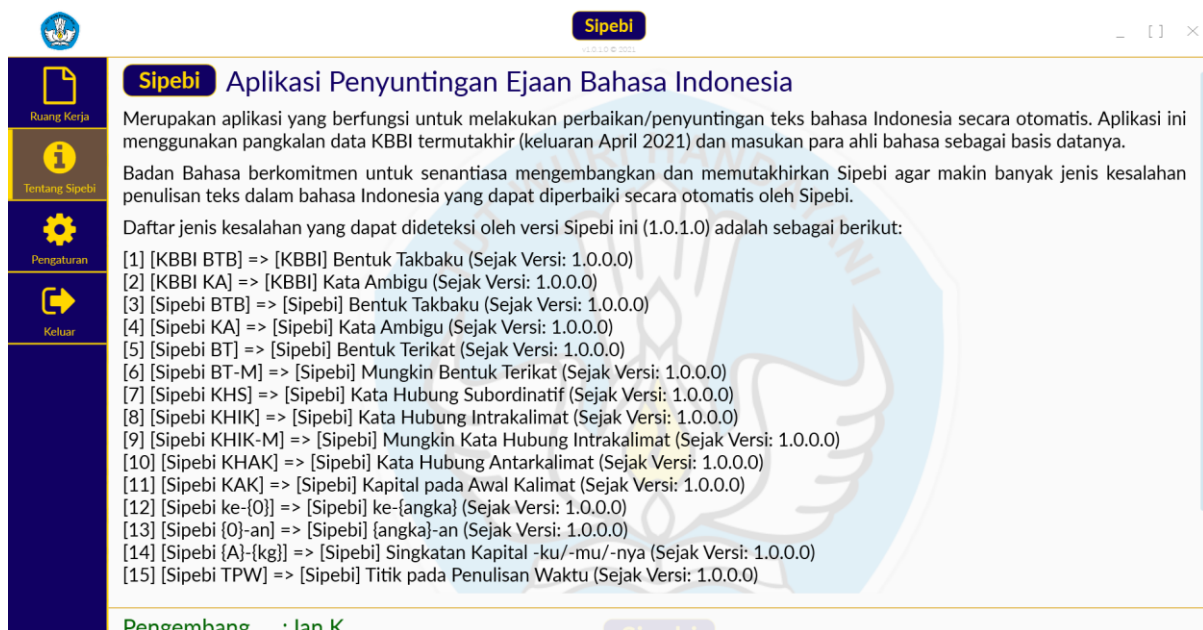 Sipebi
v1.0.1.0 © 2021
_ [ ] ×
Ruang Kerja
Tentang Sipebi
Pengaturan
Keluar
Sipebi Aplikasi Penyuntingan Ejaan Bahasa Indonesia
Merupakan aplikasi yang berfungsi untuk melakukan perbaikan/penyuntingan teks bahasa Indonesia secara otomatis. Aplikasi ini
menggunakan pangkalan data KBBI termutakhir (keluaran April 2021) dan masukan para ahli bahasa sebagai basis datanya.
Badan Bahasa berkomitmen untuk senantiasa mengembangkan dan memutakhirkan Sipebi agar makin banyak jenis kesalahan
penulisan teks dalam bahasa Indonesia yang dapat diperbaiki secara otomatis oleh Sipebi.
Daftar jenis kesalahan yang dapat dideteksi oleh versi Sipebi ini (1.0.1.0) adalah sebagai berikut:
[1] [KBBI BTB] => [KBBI] Bentuk Takbaku (Sejak Versi: 1.0.0.0)
[2] [KBBI KA] => [KBBI] Kata Ambigu (Sejak Versi: 1.0.0.0)
[3] [Sipebi BTB] => [Sipebi] Bentuk Takbaku (Sejak Versi: 1.0.0.0)
[4] [Sipebi KA] => [Sipebi] Kata Ambigu (Sejak Versi: 1.0.0.0)
[5] [Sipebi BT] => [Sipebi] Bentuk Terikat (Sejak Versi: 1.0.0.0)
[6] [Sipebi BT-M] => [Sipebi] Mungkin Bentuk Terikat (Sejak Versi: 1.0.0.0)
[7] [Sipebi KHS] => [Sipebi] Kata Hubung Subordinatif (Sejak Versi: 1.0.0.0)
[8] [Sipebi KHIK] => [Sipebi] Kata Hubung Intrakalimat (Sejak Versi: 1.0.0.0)
[9] [Sipebi KHIK-M] => [Sipebi] Mungkin Kata Hubung Intrakalimat (Sejak Versi: 1.0.0.0)
[10] [Sipebi KHAK] => [Sipebi] Kata Hubung Antarkalimat (Sejak Versi: 1.0.0.0)
[11] [Sipebi KAK] => [Sipebi] Kapital pada Awal Kalimat (Sejak Versi: 1.0.0.0)
[12] [Sipebi ke-{0}] => [Sipebi] ke-{angka} (Sejak Versi: 1.0.0.0)
[13] [Sipebi {0}-an] => [Sipebi] {angka}-an (Sejak Versi: 1.0.0.0)
[14] [Sipebi {A}-{kg}] => [Sipebi] Singkatan Kapital -ku/-mu/-nya (Sejak Versi: 1.0.0.0)
[15] [Sipebi TPW] => [Sipebi] Titik pada Penulisan Waktu (Sejak Versi: 1.0.0.0)
Pengembang : Ian K